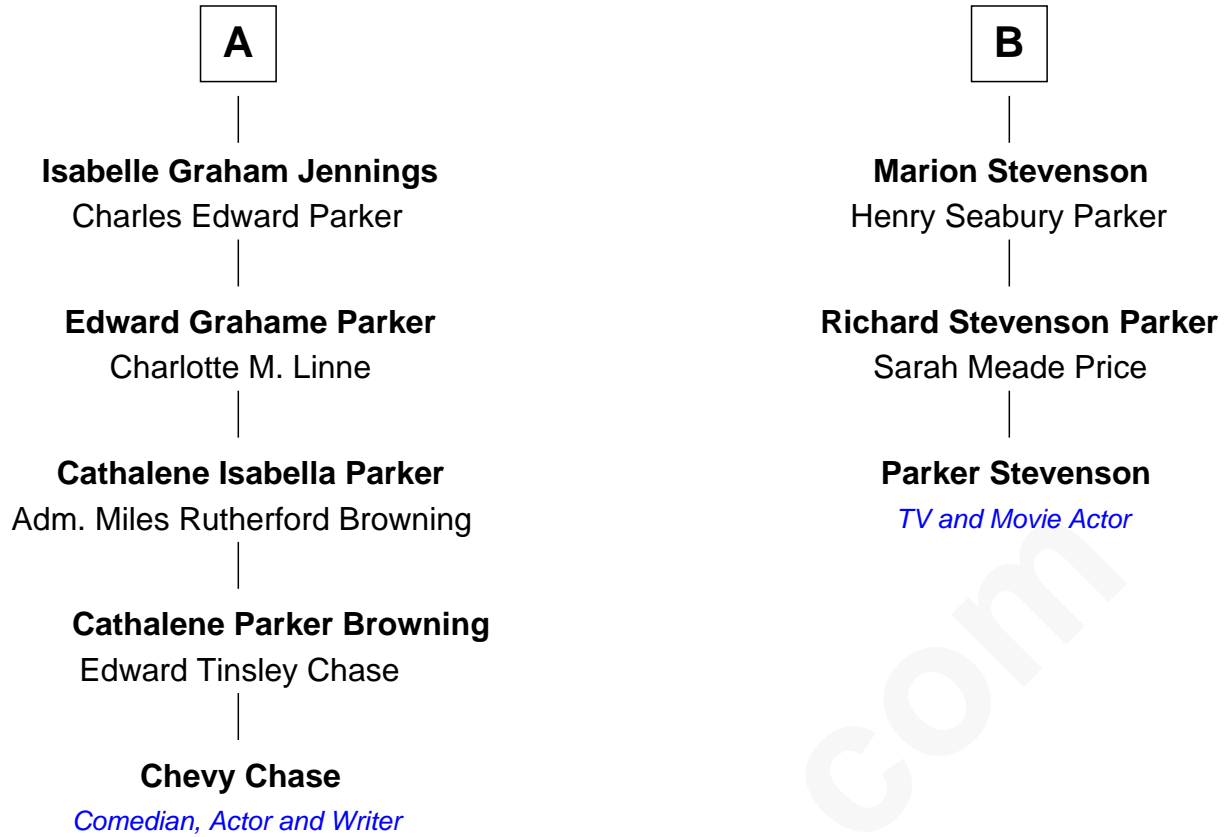 A
Isabelle Graham Jennings
Charles Edward Parker
Edward Grahame Parker
Charlotte M. Linne
Cathalene Isabella Parker
Adm. Miles Rutherford Browning
Cathalene Parker Browning
Edward Tinsley Chase
Chevy Chase
Comedian, Actor and Writer
B
Marion Stevenson
Henry Seabury Parker
Richard Stevenson Parker
Sarah Meade Price
Parker Stevenson
TV and Movie Actor
com